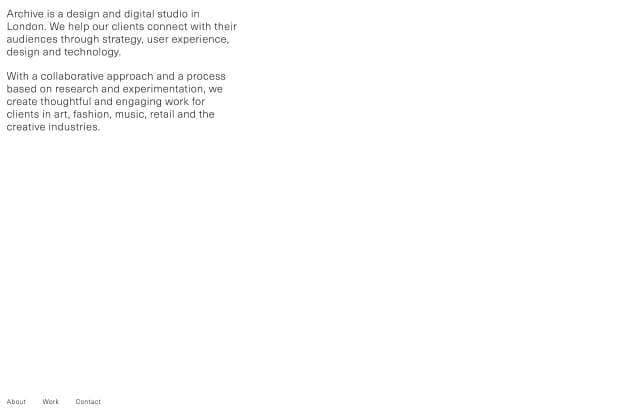 Archive is a design and digital studio in
London. We help our clients connect with their
audiences through strategy, user experience,
design and technology.
With a collaborative approach and a process
based on research and experimentation, we
create thoughtful and engaging work for
clients in art, fashion, music, retail and the
creative industries.
About Work Contact